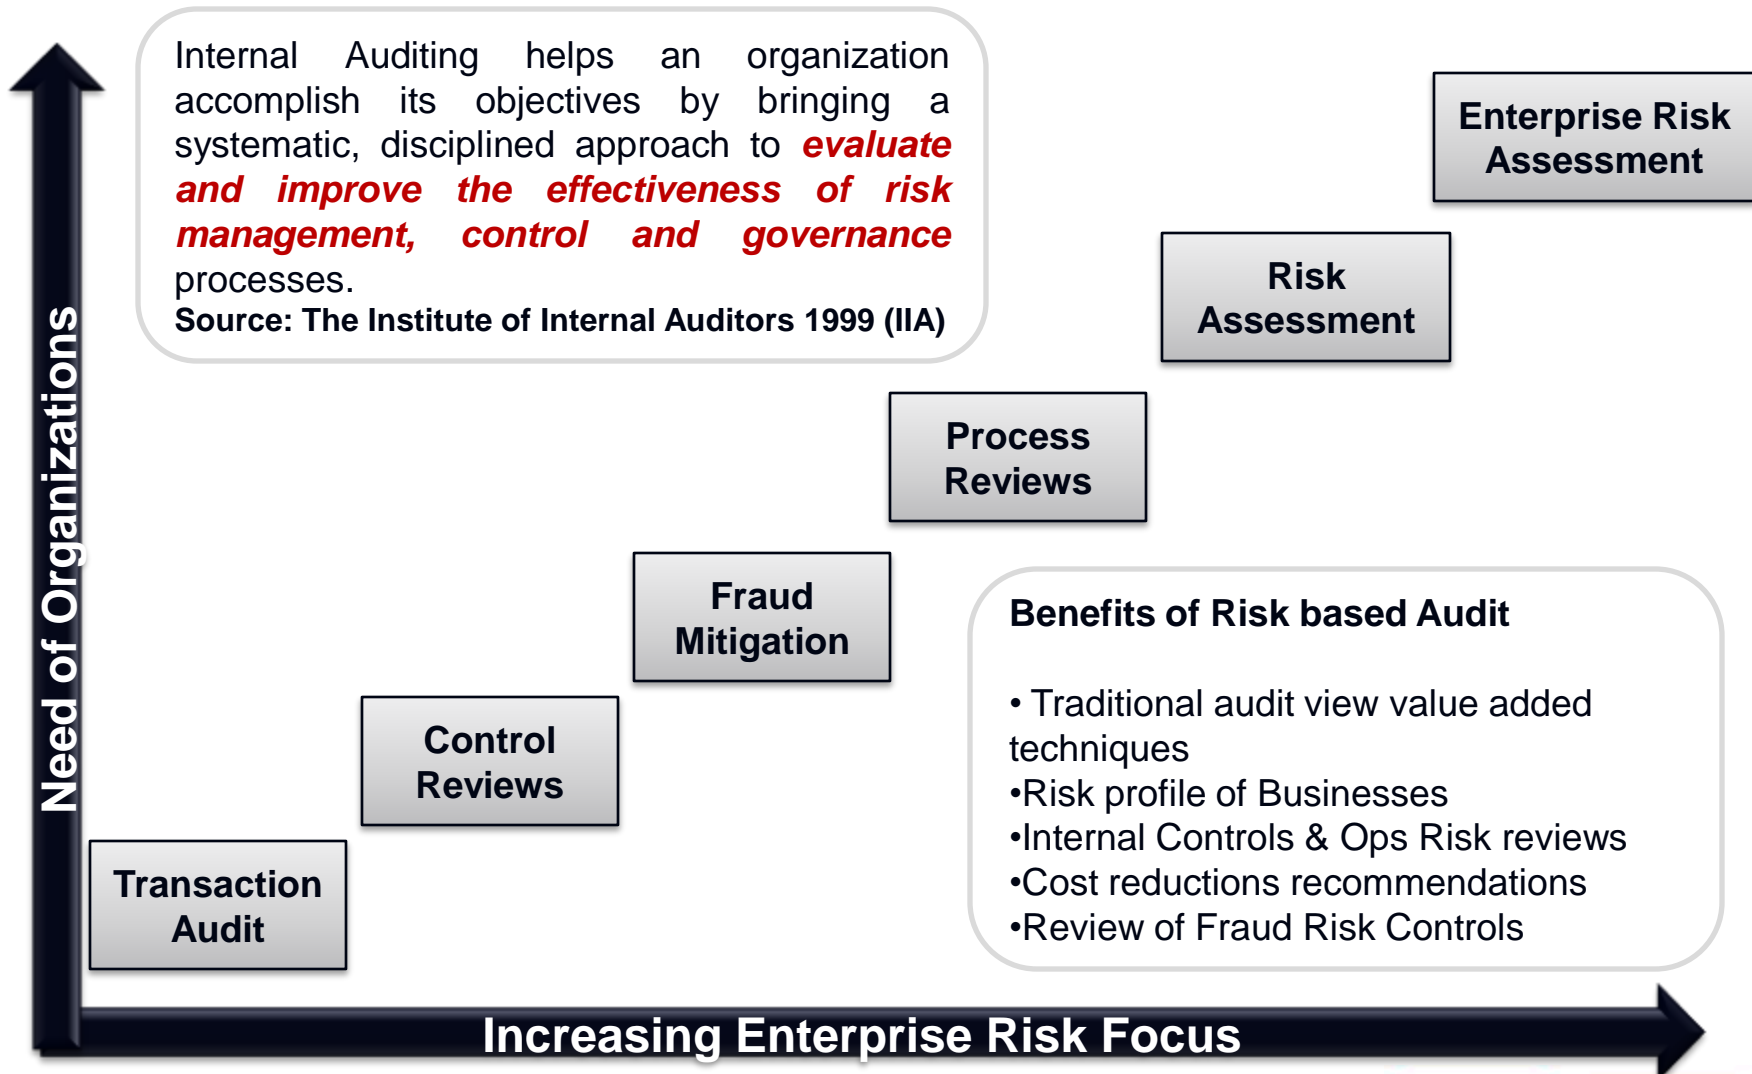 Internal Auditing helps an organization
accomplish its objectives by bringing a
systematic, disciplined approach to evaluate
and improve the effectiveness of risk
management, control and governance
processes.
Source: The Institute of Internal Auditors 1999 (IIA)
Enterprise Risk
Assessment
Risk
Assessment
Process
Reviews
Fraud
Mitigation
Control
Reviews
Transaction
Audit
Need of Organizations
Benefits of Risk based Audit
• Traditional audit view value added
techniques
•Risk profile of Businesses
•Internal Controls & Ops Risk reviews
•Cost reductions recommendations
•Review of Fraud Risk Controls
Increasing Enterprise Risk Focus